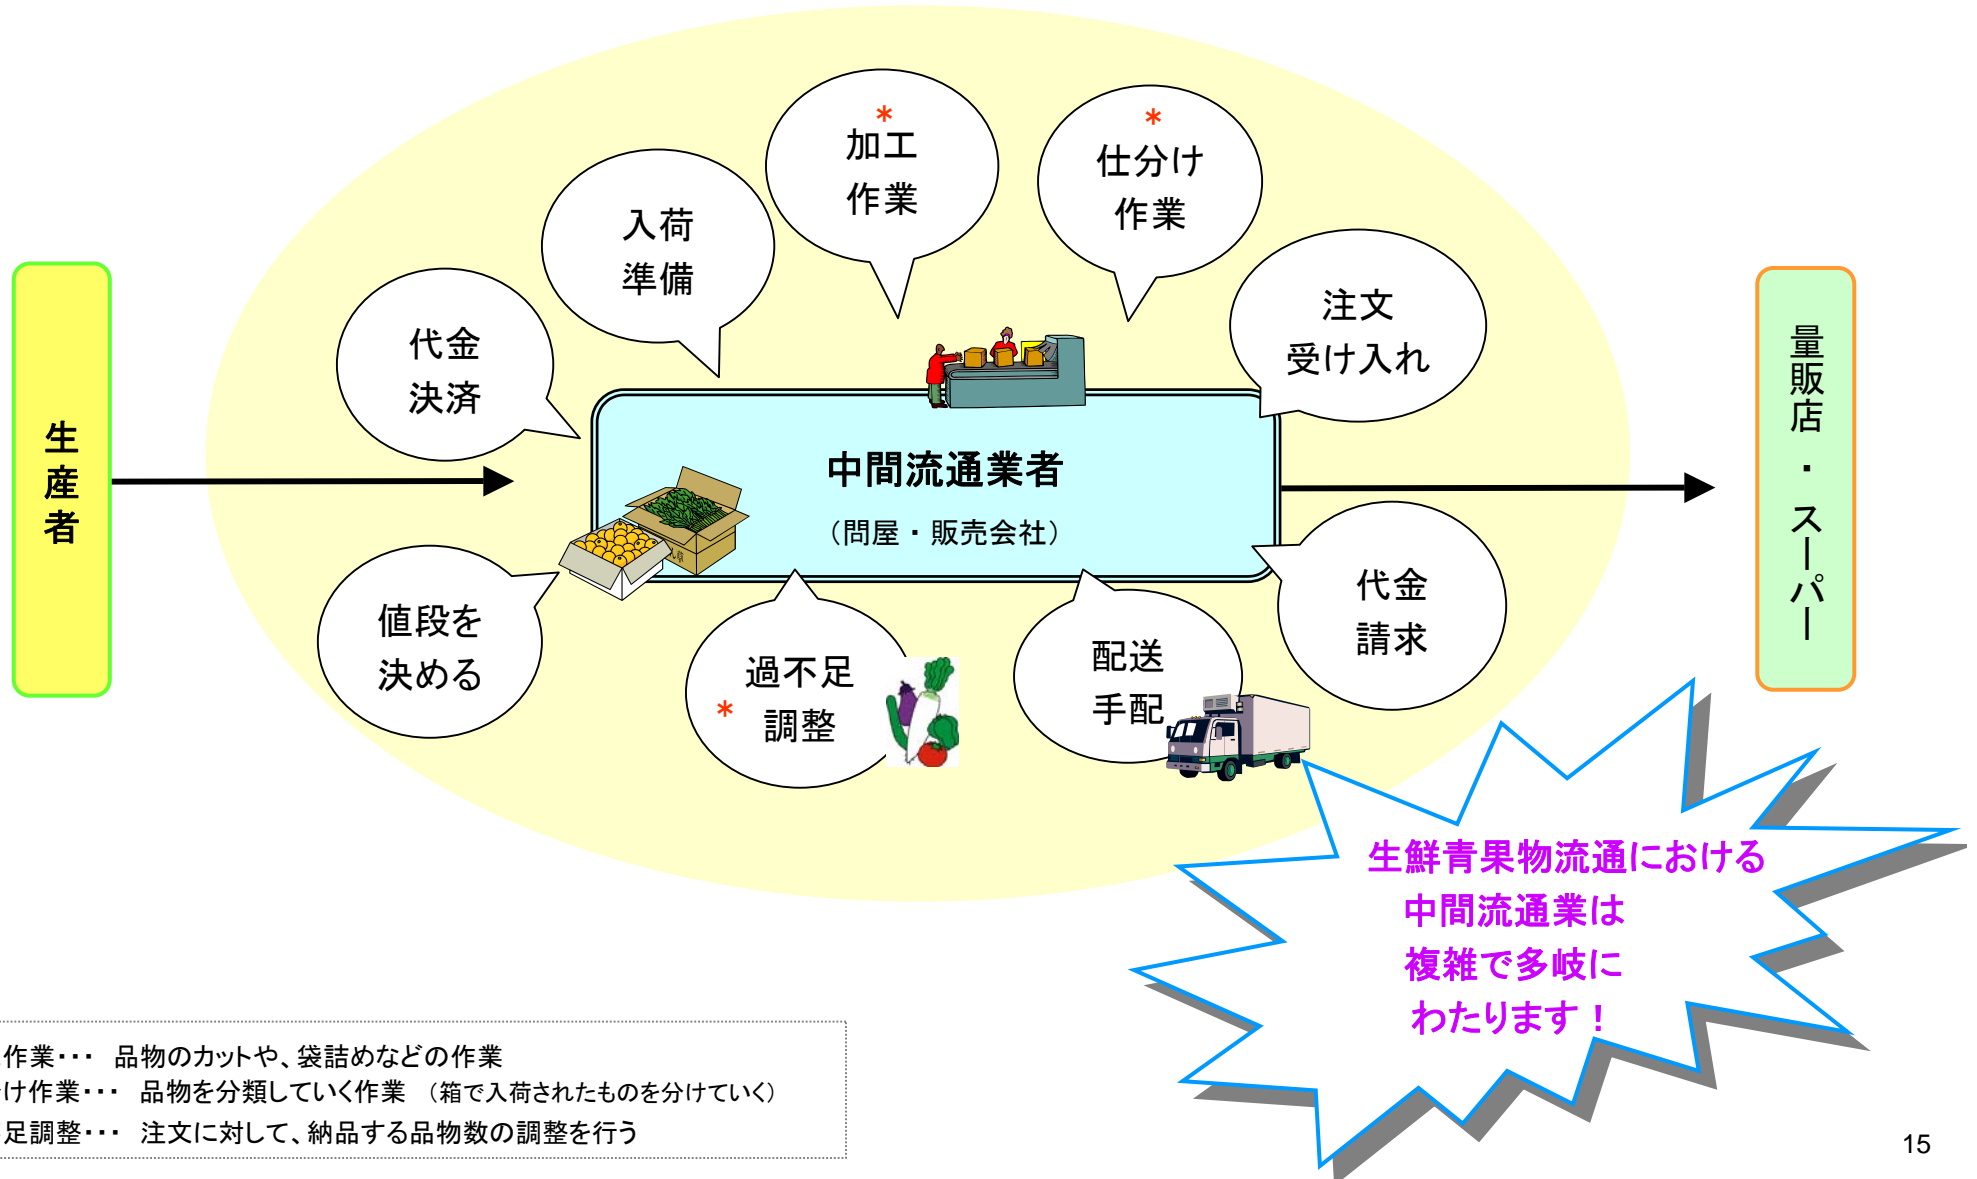 *
加工
作業
*
仕分け
作業
入荷
準備
注文
受け入れ
代金
決済
生産者
中間流通業者
(問屋・販売会社)
量販店・スーパー
値段を
決める
過不足
*
調整
配送
手配
代金
請求
生鮮青果物流通における
中間流通業は
複雑で多岐に
わたります！
作業・・・ 品物のカットや、袋詰めなどの作業
け作業・・・ 品物を分類していく作業 (箱で入荷されたものを分けていく)
足調整・・・ 注文に対して、納品する品物数の調整を行う
15